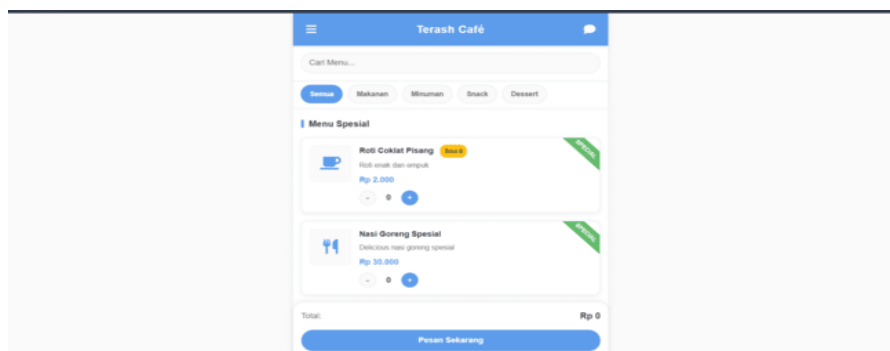 Terash Café
Cari Menu...
Semua Makanan Minuman Snack Dessert
Menu Spesial
Roti Coklat Pisang
SPECIAL
Roti enak dan empuk
Rp 2.000
- 0 +
Nasi Goreng Spesial
SPECIAL
Delicious nasi goreng spesial
Rp 30.000
- 0 +
Total: Rp 0
Pesan Sekarang